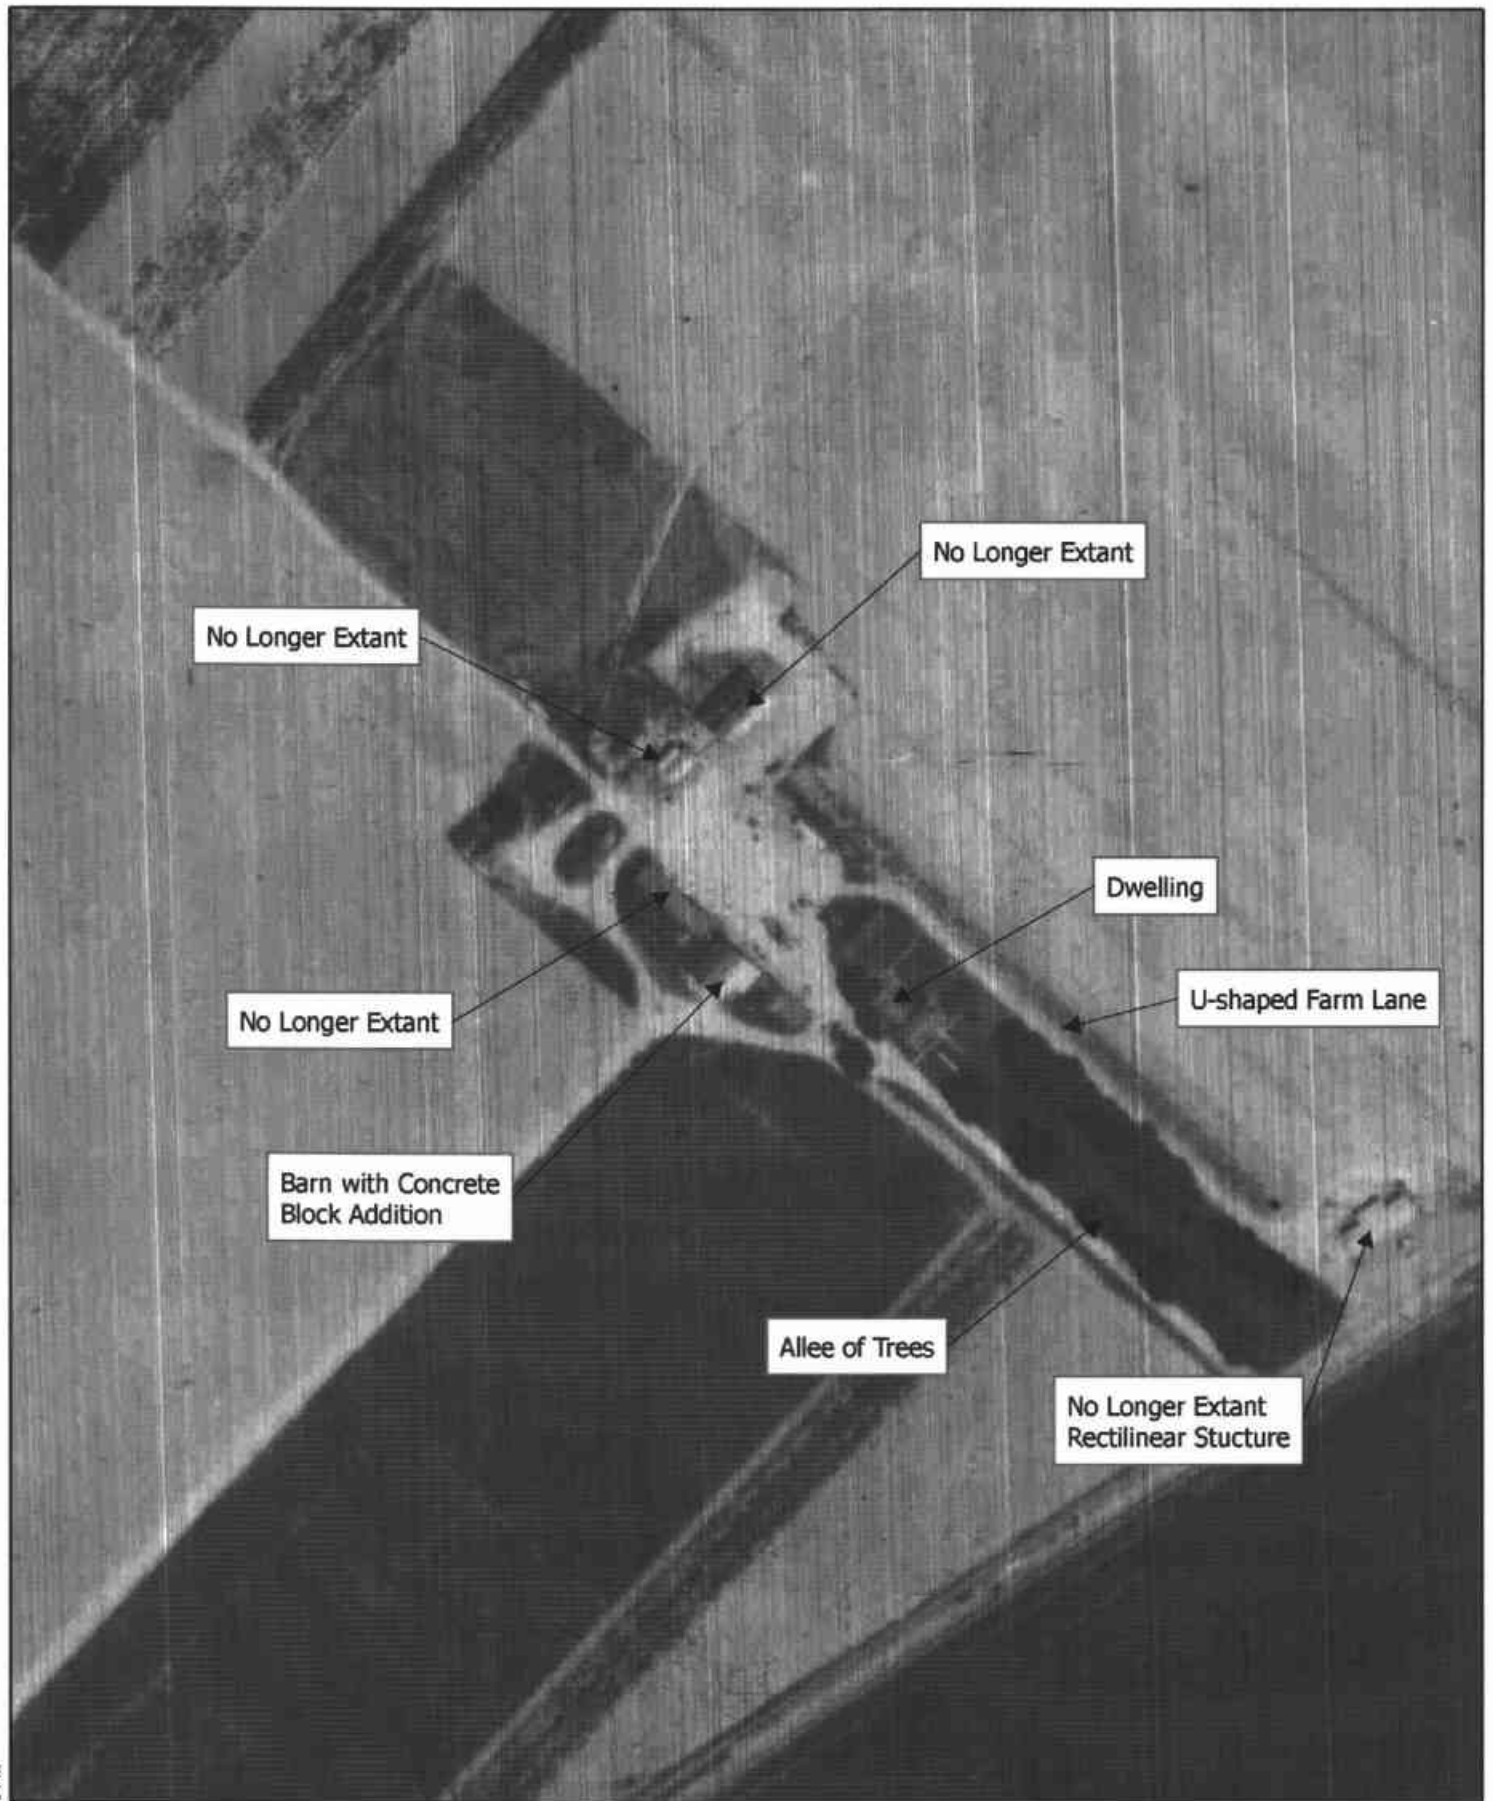 No Longer Extant
No Longer Extant
Dwelling
U-shaped Farm Lane
No Longer Extant
Barn with Concrete
Block Addition
Allee of Trees
No Longer Extant
Rectilinear Stucture